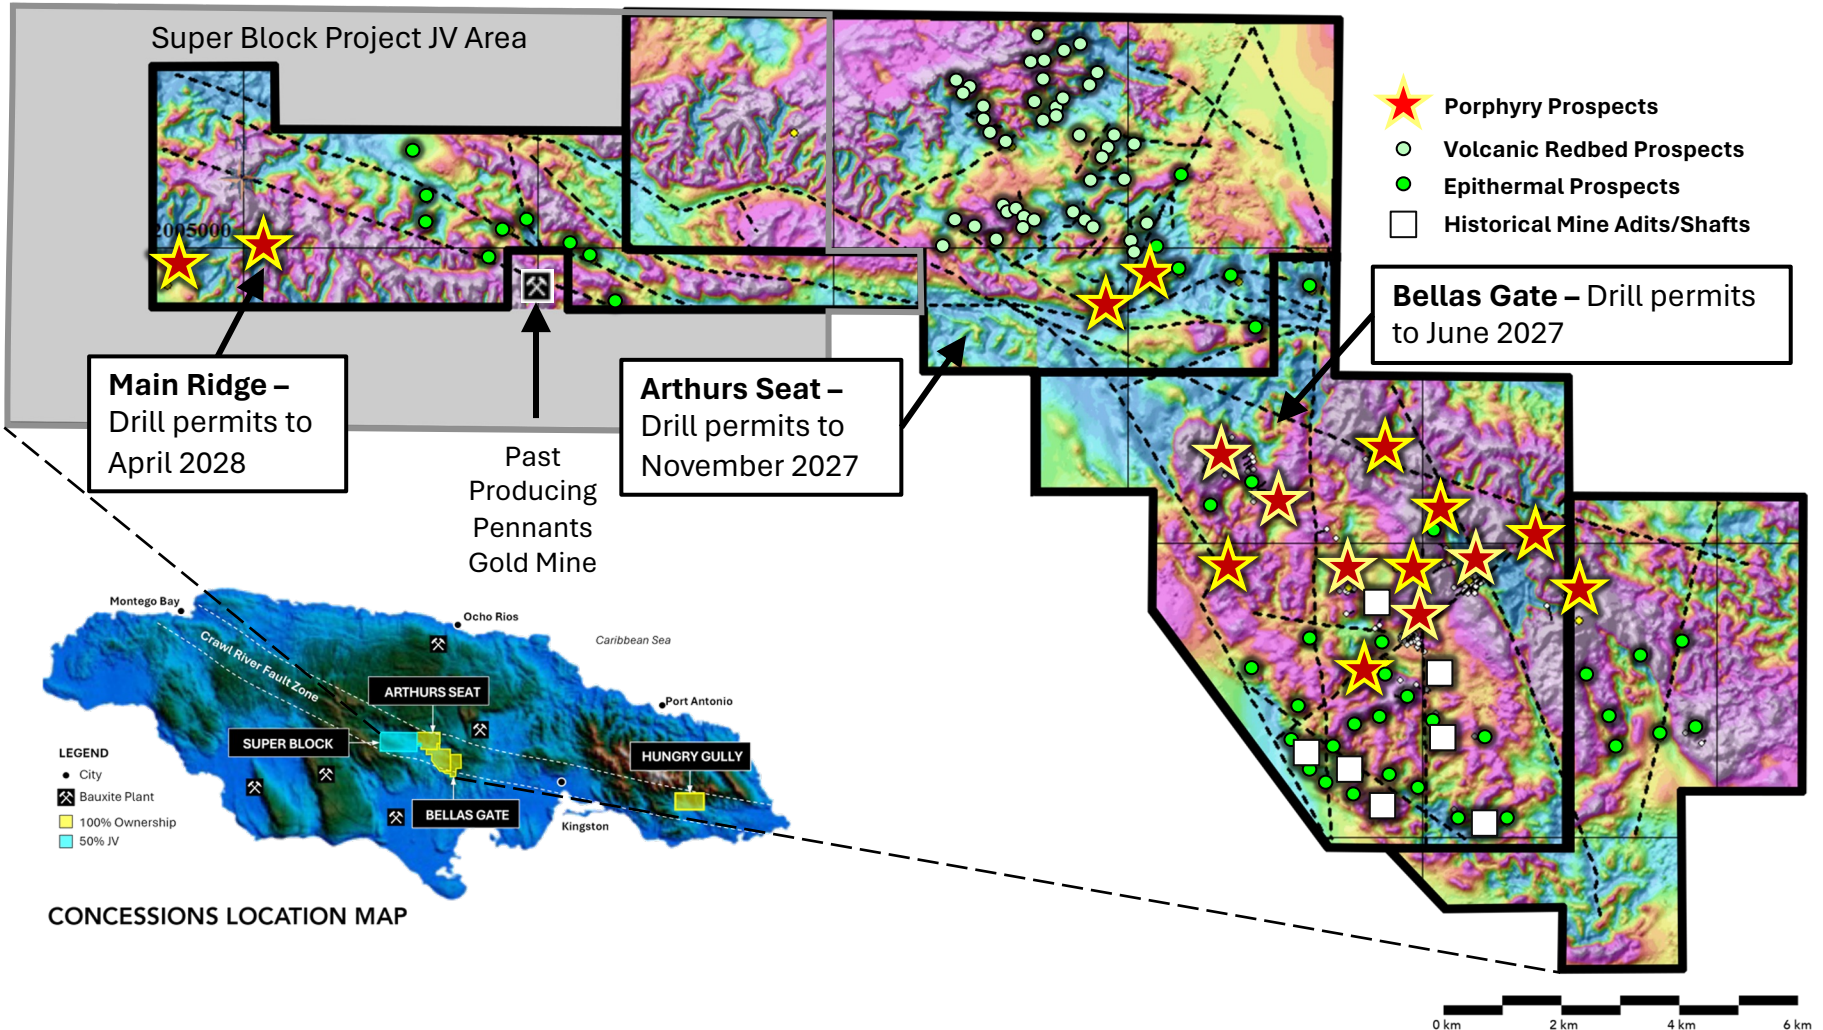 Super Block Project JV Area
Porphyry Prospects
Volcanic Redbed Prospects
Epithermal Prospects
Historical Mine Adits/Shafts
2005000
Bellas Gate – Drill permits
to June 2027
Main Ridge –
Drill permits to
April 2028
Arthurs Seat –
Drill permits to
November 2027
Past
Producing
Pennants
Gold Mine
Montego Bay
Ocho Rios
Caribbean Sea
Crawl River Fault Zone
ARTHURS SEAT
Port Antonio
SUPER BLOCK
HUNGRY GULLY
BELLAS GATE
Kingston
LEGEND
City
Bauxite Plant
100% Ownership
50% JV
CONCESSIONS LOCATION MAP
0 km 2 km 4 km 6 km